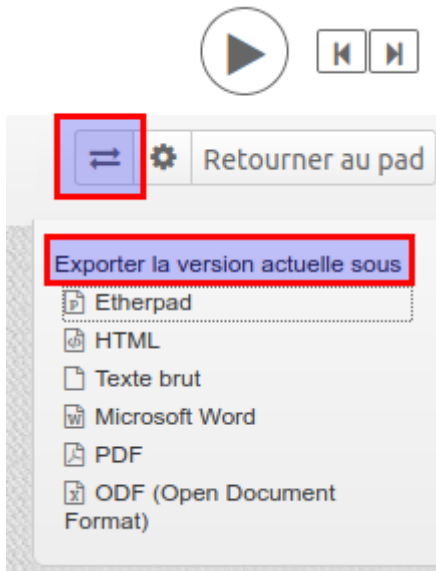 Retourner au pad
Exporter la version actuelle sous
Etherpad
HTML
Texte brut
Microsoft Word
PDF
ODF (Open Document
Format)